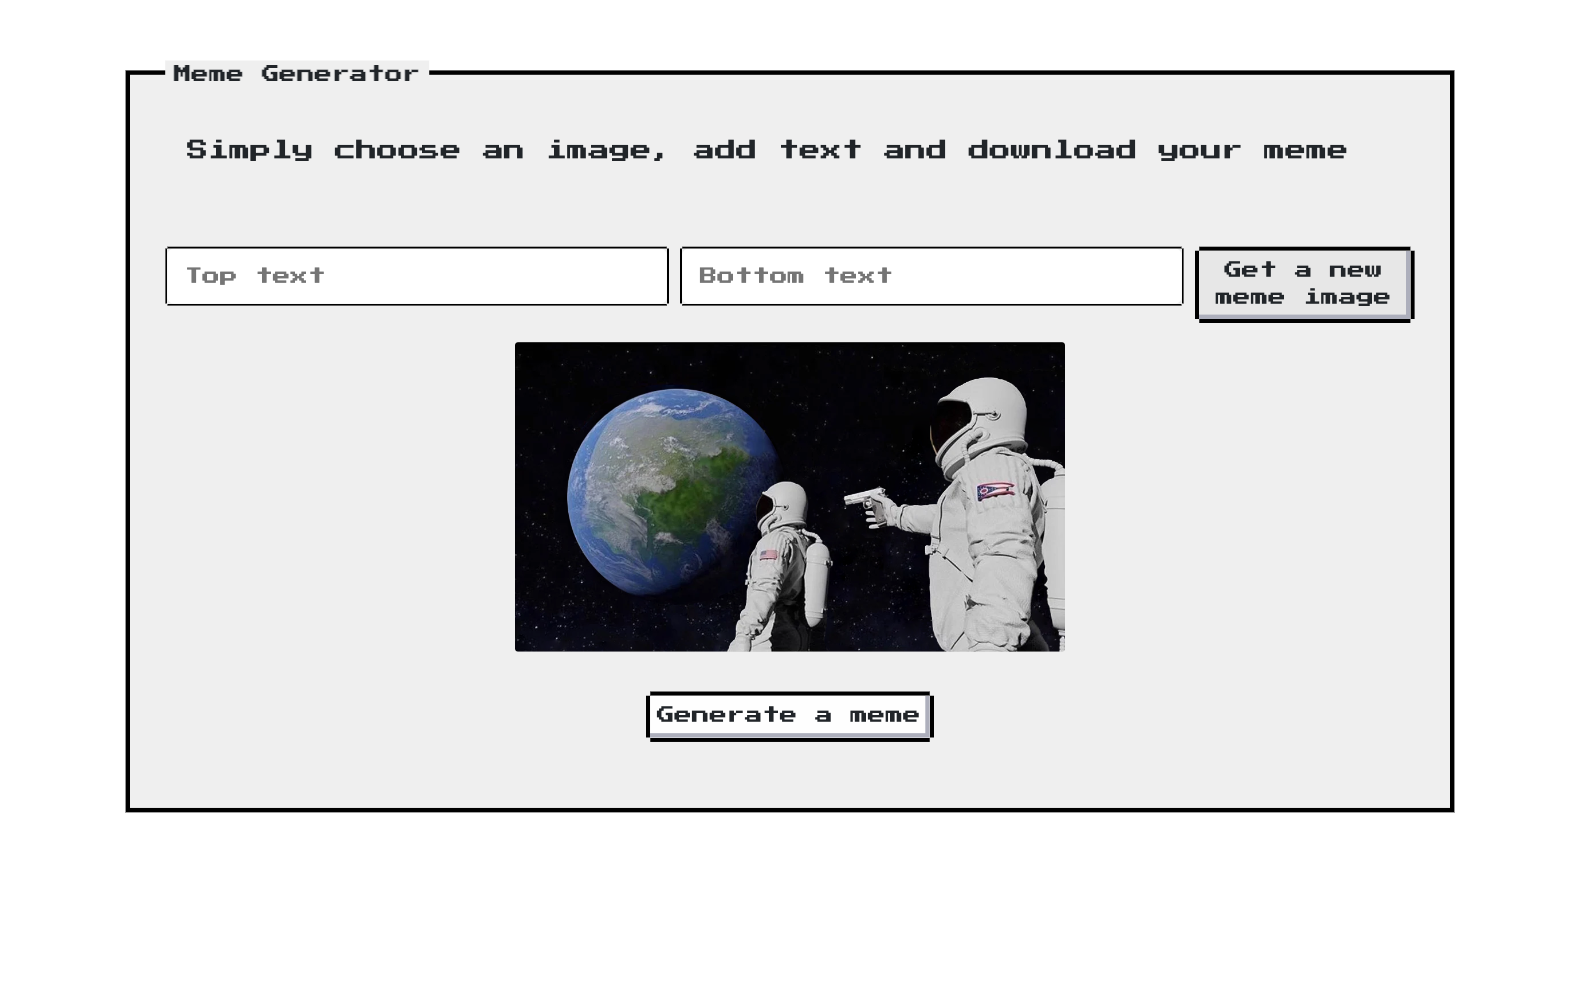 Meme Generator
Simply choose an image, add text and download your meme
Top text
Bottom text
Get a new
meme image
Generate a meme